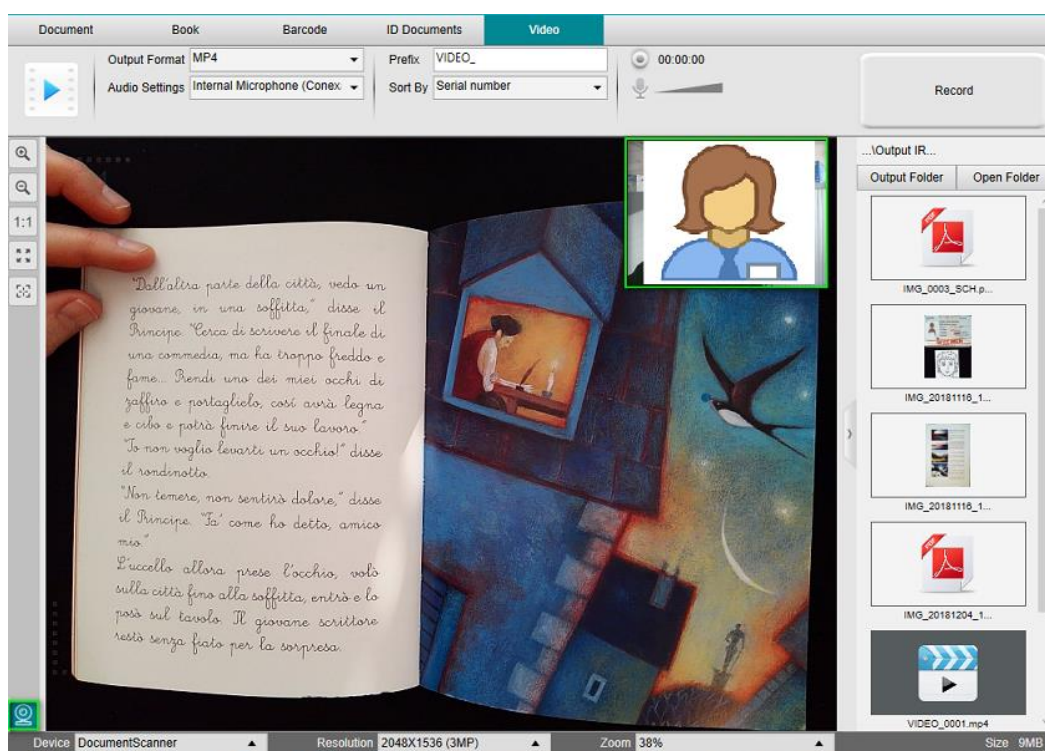 Document Book Barcode ID Documents Video
Output Format MP4
Audio Settings Internal Microphone (Conex
Prefix VIDEO_
Sort By Serial number
00:00:00
Record
1:1
"Dall'altra parte della città, vedo un
giovane, in una soffitta," disse il
Principe. "Cerca di scrivere il finale di
una commedia, ma ha troppo freddo e
fame... Prendi uno dei miei occhi di
zaffiro e portaglielo, così avrà legna
e cibo e potrà finire il suo lavoro."
"Io non voglio levarti un occhio!" disse
il rondinotto.
"Non temere, non sentirò dolore," disse
il Principe. "Fa' come ho detto, amico
mio."
L'uccello allora prese l'occhio, volò
sulla città fino alla soffitta, entrò e lo
posò sul tavolo. Il giovane scrittore
restò senza fiato per la sorpresa.
...\Output IR...
Output Folder Open Folder
PDF
IMG_0003_SCH.p...
IMG_20181116_1...
IMG_20181116_1...
PDF
IMG_20181204_1...
VIDEO_0001.mp4
Device DocumentScanner Resolution 2048X1536 (3MP) Zoom 38% Size 9MB